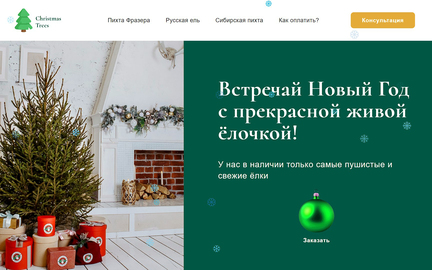 Christmas
Trees
Пихта Фразера
Русская ель
Сибирская пихта
Как оплатить?
Консультация
Встречай Новый Год
с прекрасной живой
ёлочкой!
У нас в наличии только самые пушистые и
свежие ёлки
Заказать